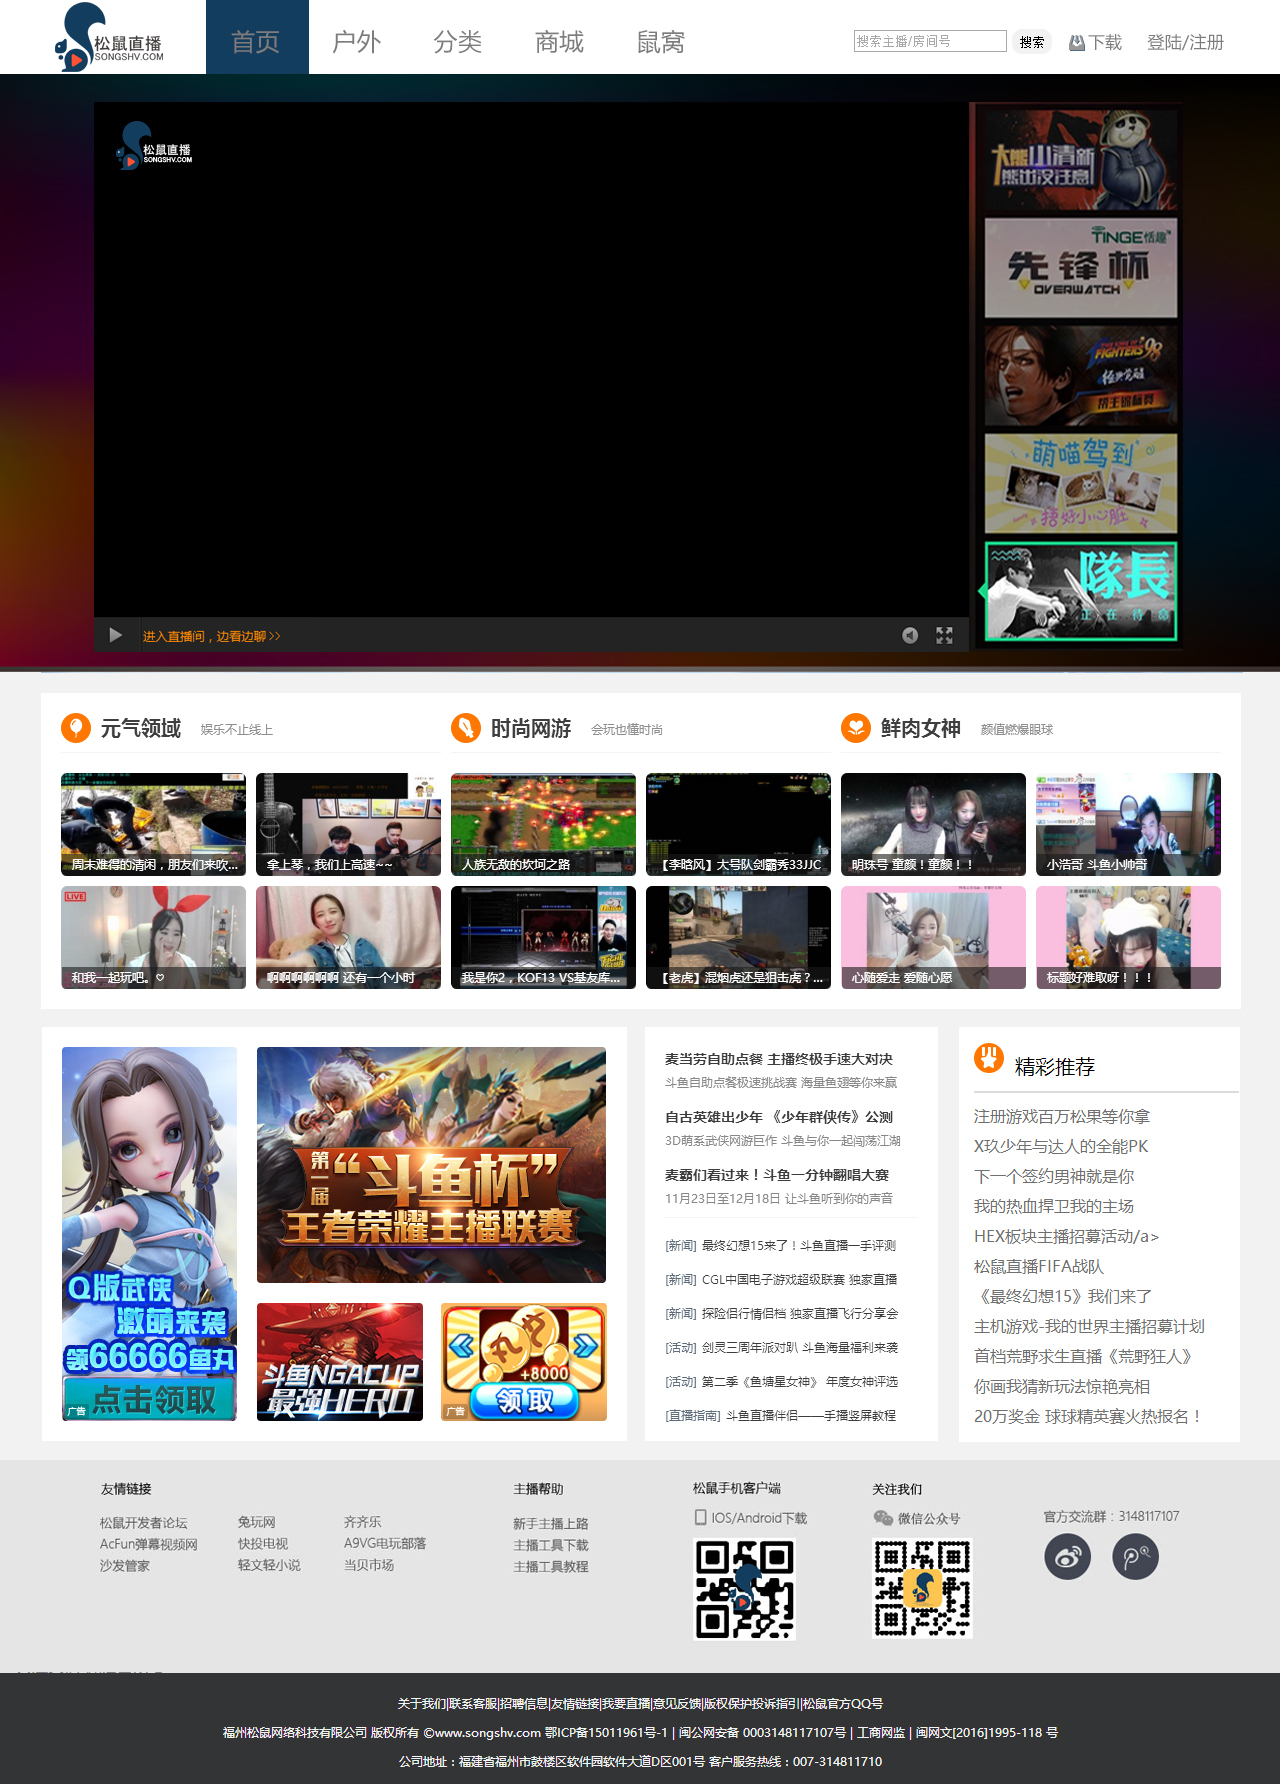 松鼠直播
SONGSHV.COM
首页 户外 分类 商城 鼠窝
搜索主播/房间号 搜索 下载 登陆/注册
松鼠直播
SONGSHV.COM
大熊山清新
熊出没注意
TINGE恬趣
先锋杯
OVERWATCH
THE KING OF FIGHTERS'98
经典觉醒
帮主锦标赛
萌喵驾到
捂好小心脏
隊長
正在待命
进入直播间，边看边聊>>
元气领域 娱乐不止线上
时尚网游 会玩也懂时尚
鲜肉女神 颜值燃爆眼球
周末难得的清闲，朋友们来吹...
拿上琴，我们上高速~~
人族无敌的坎坷之路
【李晗风】大号队剑霸秀33JJC
明珠号 童颜！童颜！！
小浩哥 斗鱼小帅哥
LIVE
和我一起玩吧。♡
啊啊啊啊啊啊 还有一个小时
我是你2，KOF13 VS基友库...
【老虎】混烟虎还是狙击虎？...
心随爱走 爱随心愿
标题好难取呀！！！
Q版武侠
邀萌来袭
领66666鱼丸
点击领取
广告
第一届“斗鱼杯”
王者荣耀主播联赛
斗鱼NGACUP
最强HERO
+8000
领取
广告
麦当劳自助点餐 主播终极手速大对决
斗鱼自助点餐极速挑战赛 海量鱼翅等你来赢
自古英雄出少年 《少年群侠传》公测
3D萌系武侠网游巨作 斗鱼与你一起闯荡江湖
麦霸们看过来！斗鱼一分钟翻唱大赛
11月23日至12月18日 让斗鱼听到你的声音
[新闻] 最终幻想15来了！斗鱼直播一手评测
[新闻] CGL中国电子游戏超级联赛 独家直播
[新闻] 探险侣行情侣档 独家直播飞行分享会
[活动] 剑灵三周年派对趴 斗鱼海量福利来袭
[活动] 第二季《鱼塘星女神》 年度女神评选
[直播指南] 斗鱼直播伴侣——手播竖屏教程
精彩推荐
注册游戏百万松果等你拿
X玖少年与达人的全能PK
下一个签约男神就是你
我的热血捍卫我的主场
HEX板块主播招募活动/a>
松鼠直播FIFA战队
《最终幻想15》我们来了
主机游戏-我的世界主播招募计划
首档荒野求生直播《荒野狂人》
你画我猜新玩法惊艳亮相
20万奖金 球球精英赛火热报名！
友情链接
松鼠开发者论坛 兔玩网 齐齐乐
AcFun弹幕视频网 快投电视 A9VG电玩部落
沙发管家 轻文轻小说 当贝市场
主播帮助
新手主播上路
主播工具下载
主播工具教程
松鼠手机客户端
IOS/Android下载
关注我们
微信公众号
官方交流群：3148117107
关于我们|联系客服|招聘信息|友情链接|我要直播|意见反馈|版权保护投诉指引|松鼠官方QQ号
福州松鼠网络科技有限公司 版权所有 ©www.songshv.com 鄂ICP备15011961号-1 | 闽公网安备 0003148117107号 | 工商网监 | 闽网文[2016]1995-118 号
公司地址：福建省福州市鼓楼区软件园软件大道D区001号 客户服务热线：007-314811710